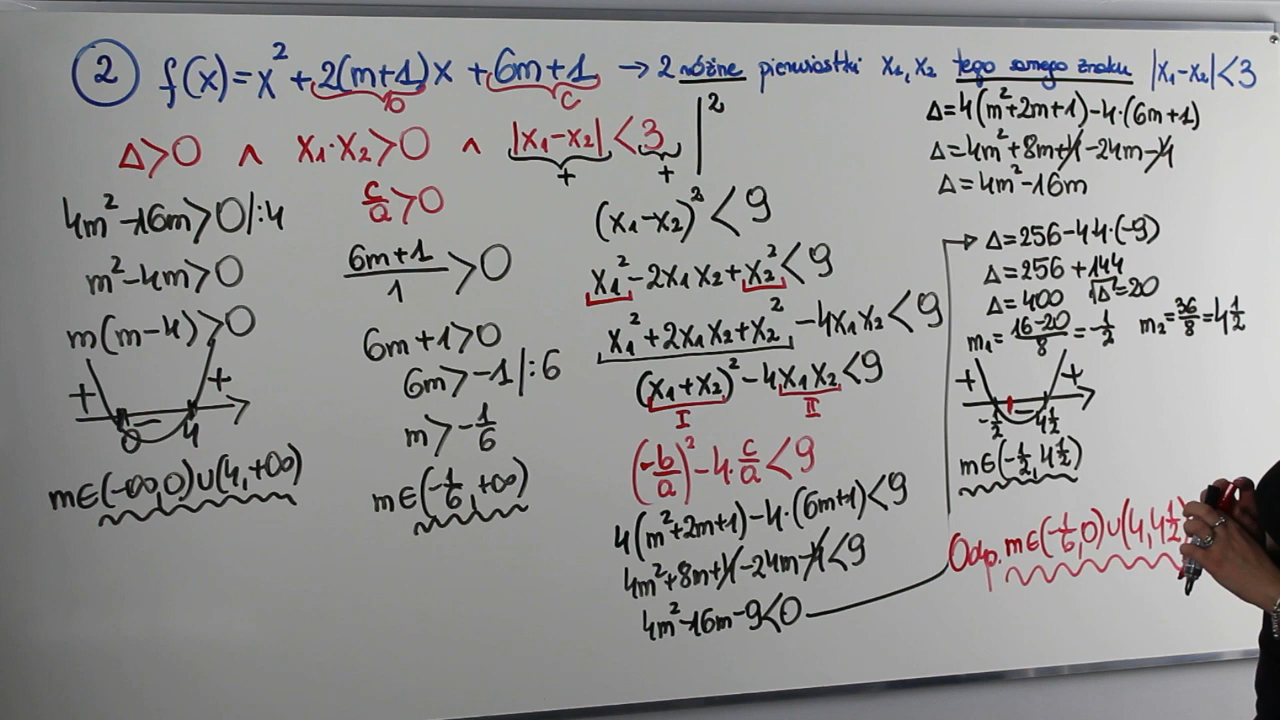 ② f(x)=x²+2(m+1)x+6m+1 → 2 różne pierwiastki x₁,x₂ tego samego znaku |x₁-x₂|<3
b c
Δ>0 ∧ x₁·x₂>0 ∧ |x₁-x₂|<3 |²
+ +
4m²-16m>0 |:4
m²-4m>0
m(m-4)>0
+ - +
0 4
m∈(-∞,0)∪(4,+∞)
c/a>0
(6m+1)/1>0
6m+1>0
6m>-1 |:6
m>-1/6
m∈(-1/6,+∞)
(x₁-x₂)²<9
x₁²-2x₁x₂+x₂²<9
x₁²+2x₁x₂+x₂²-4x₁x₂<9
(x₁+x₂)²-4x₁x₂<9
I II
(-b/a)²-4·c/a<9
4(m²+2m+1)-4·(6m+1)<9
4m²+8m+4-24m-4<9
4m²-16m-9<0
Δ=4(m²+2m+1)-4·(6m+1)
Δ=4m²+8m+4-24m-4
Δ=4m²-16m
Δ=256-4·4·(-9)
Δ=256+144
Δ=400 √Δ=20
m₁=(16-20)/8=-1/2 m₂=36/8=4 1/2
+ - +
-1/2 4 1/2
m∈(-1/2,4 1/2)
Odp. m∈(-1/6,0)∪(4,4 1/2)